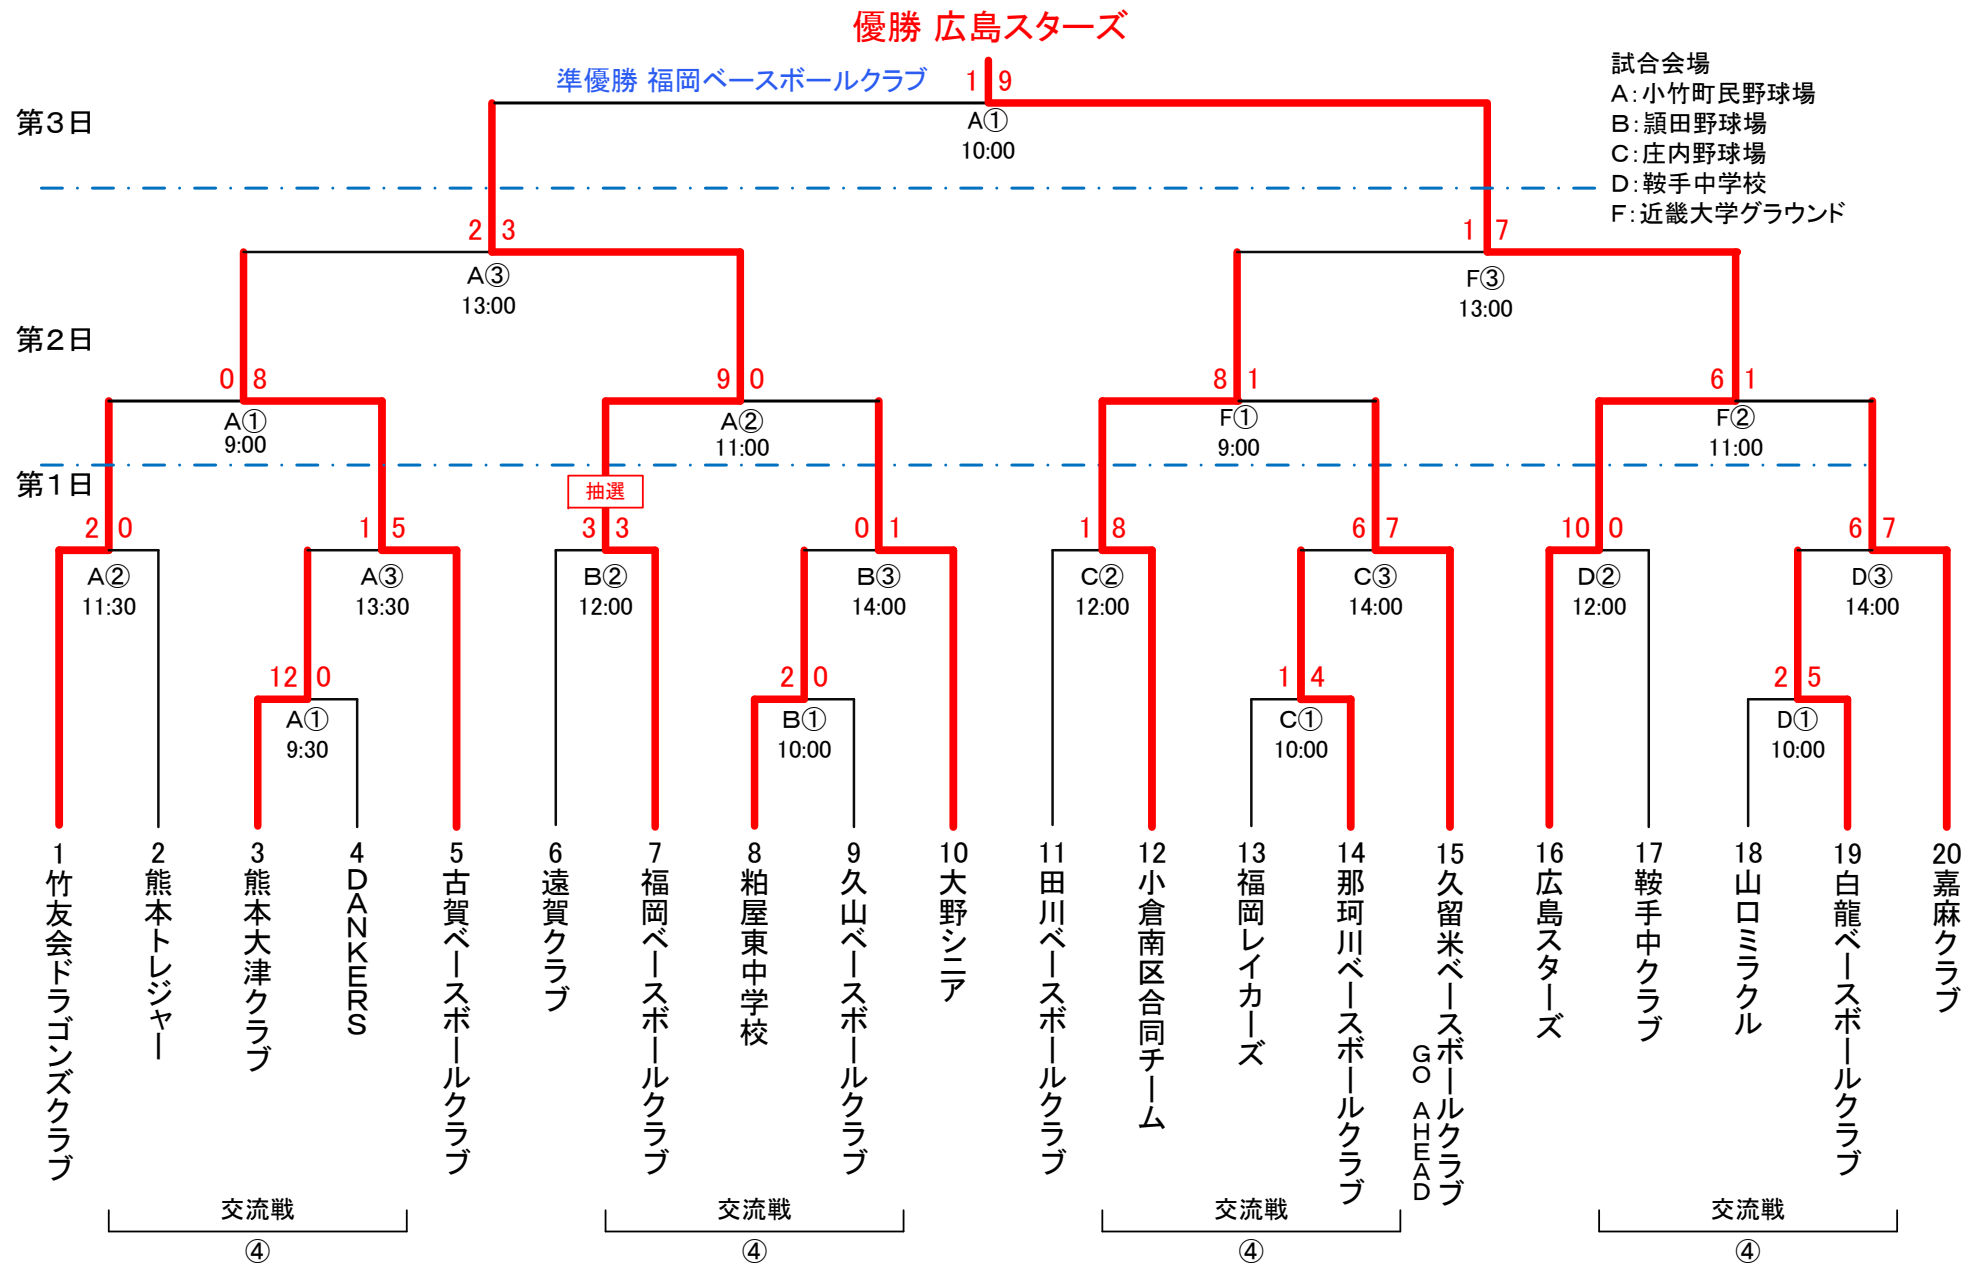 優勝 広島スターズ
準優勝 福岡ベースボールクラブ
1 9
A①
10:00
試合会場
A:小竹町民野球場
B:頴田野球場
C:庄内野球場
D:鞍手中学校
F:近畿大学グラウンド
第3日
2 3
A③
13:00
1 7
F③
13:00
第2日
0 8
A①
9:00
9 0
A②
11:00
8 1
F①
9:00
6 1
F②
11:00
第1日
抽選
2 0
A②
11:30
1 5
A③
13:30
3 3
B②
12:00
0 1
B③
14:00
1 8
C②
12:00
6 7
C③
14:00
10 0
D②
12:00
6 7
D③
14:00
12 0
A①
9:30
2 0
B①
10:00
1 4
C①
10:00
2 5
D①
10:00
1 竹友会ドラゴンズクラブ
2 熊本トレジャー
3 熊本大津クラブ
4 DANKERS
5 古賀ベースボールクラブ
6 遠賀クラブ
7 福岡ベースボールクラブ
8 粕屋東中学校
9 久山ベースボールクラブ
10 大野シニア
11 田川ベースボールクラブ
12 小倉南区合同チーム
13 福岡レイカーズ
14 那珂川ベースボールクラブ
15 久留米ベースボールクラブ
GO AHEAD
16 広島スターズ
17 鞍手中クラブ
18 山口ミラクル
19 白龍ベースボールクラブ
20 嘉麻クラブ
交流戦
④
交流戦
④
交流戦
④
交流戦
④